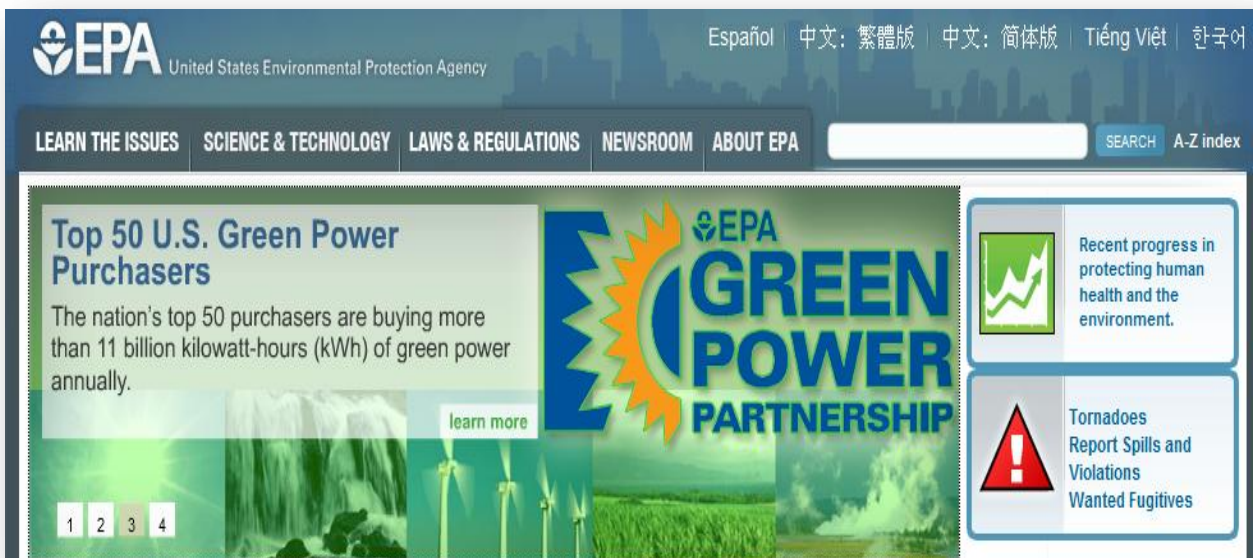 EPA United States Environmental Protection Agency
Español | 中文: 繁體版 | 中文: 简体版 | Tiếng Việt | 한국어
LEARN THE ISSUES SCIENCE & TECHNOLOGY LAWS & REGULATIONS NEWSROOM ABOUT EPA SEARCH A-Z index
Top 50 U.S. Green Power
Purchasers
The nation's top 50 purchasers are buying more
than 11 billion kilowatt-hours (kWh) of green power
annually.
learn more
1 2 3 4
EPA
GREEN
POWER
PARTNERSHIP
Recent progress in
protecting human
health and the
environment.
Tornadoes
Report Spills and
Violations
Wanted Fugitives